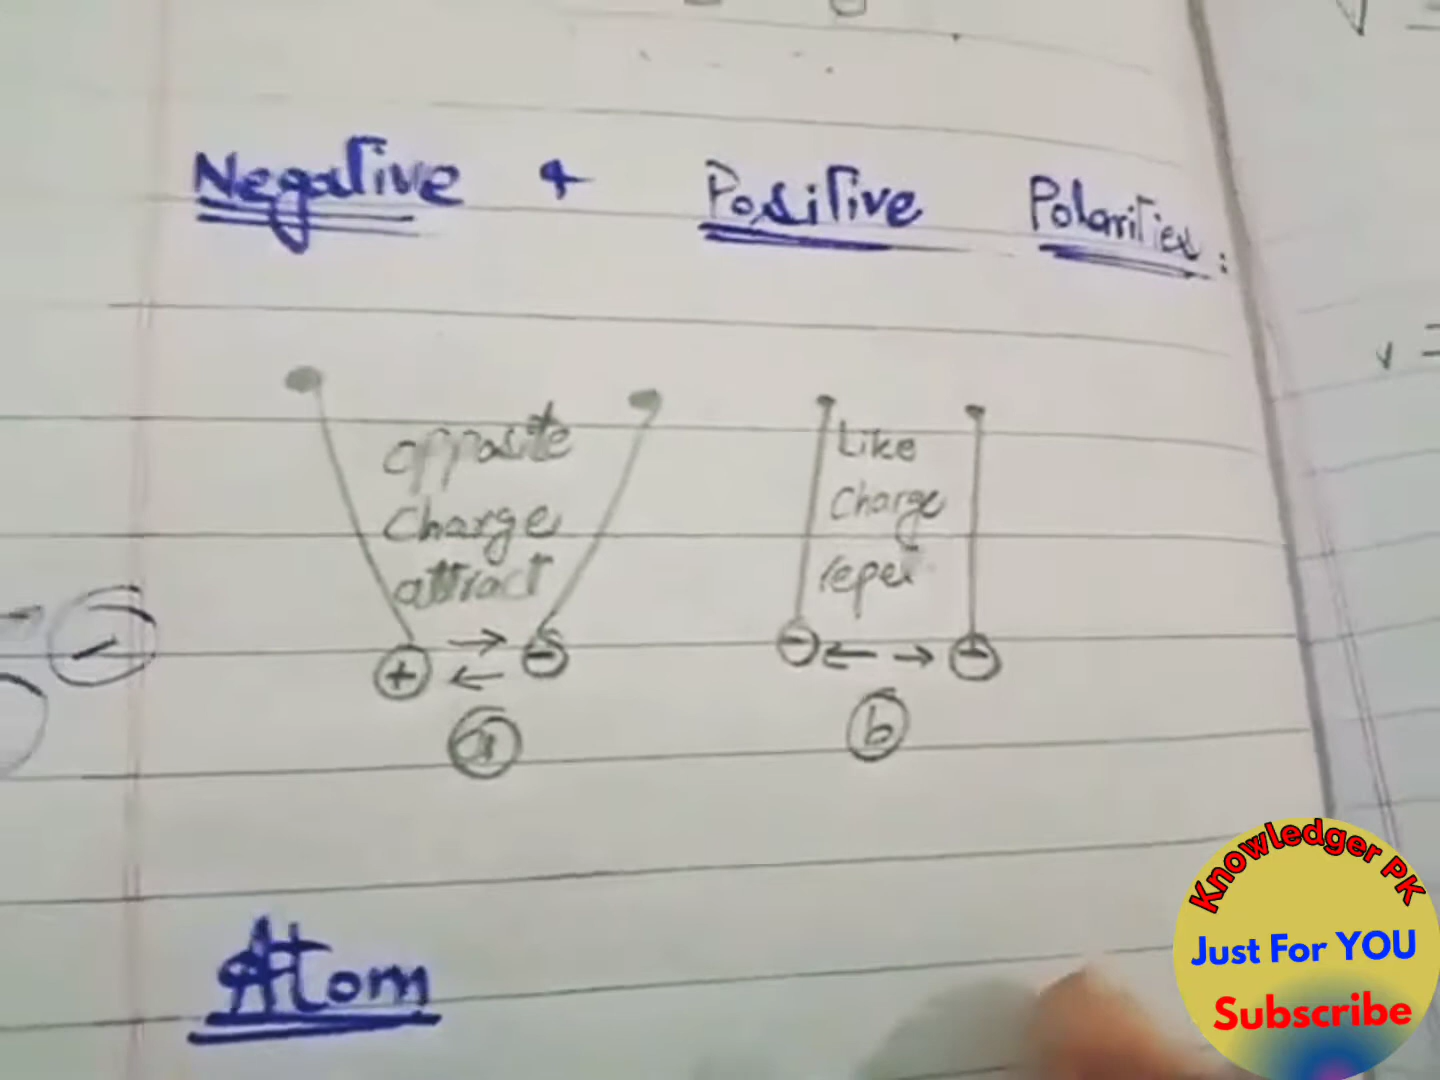 Negative + Positive Polarities:
opposite
charge
attract
+ → −
←
a
Like
charge
repel
− ← → −
b
Atom
Knowledger PK
Just For YOU
Subscribe